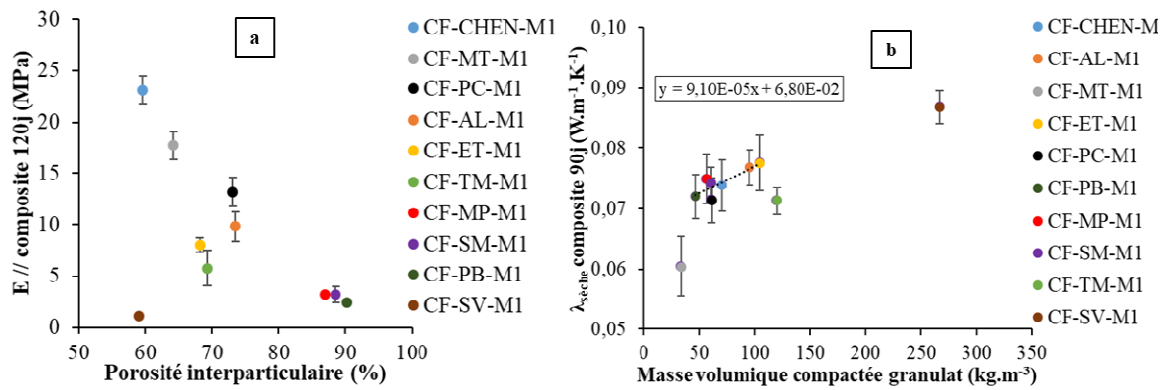 a
E // composite 120j (MPa)
30
25
20
15
10
5
0
50
60
70
80
90
100
Porosité interparticulaire (%)
CF-CHEN-M1
CF-MT-M1
CF-PC-M1
CF-AL-M1
CF-ET-M1
CF-TM-M1
CF-MP-M1
CF-SM-M1
CF-PB-M1
CF-SV-M1
b
λsèche composite 90j (W.m-1.K-1)
0,10
0,09
0,08
0,07
0,06
0,05
y = 9,10E-05x + 6,80E-02
0
50
100
150
200
250
300
350
Masse volumique compactée granulat (kg.m-3)
CF-CHEN-M
CF-AL-M1
CF-MT-M1
CF-ET-M1
CF-PC-M1
CF-PB-M1
CF-MP-M1
CF-SM-M1
CF-TM-M1
CF-SV-M1